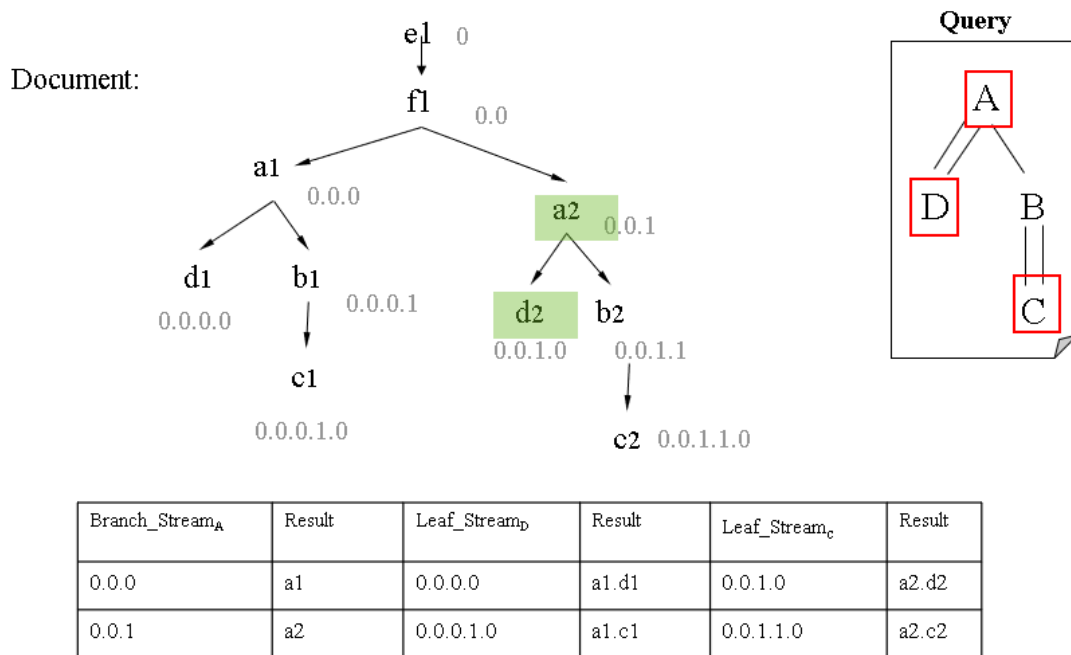 Query
e1 0
Document:
f1
0.0
A
a1
0.0.0
a2
0.0.1
D B
d1 b1
0.0.0.0
0.0.0.1
d2 b2
C
0.0.1.0 0.0.1.1
c1
0.0.0.1.0
c2 0.0.1.1.0
Branch_StreamA Result Leaf_StreamD Result Leaf_Streamc Result
0.0.0 a1 0.0.0.0 a1.d1 0.0.1.0 a2.d2
0.0.1 a2 0.0.0.1.0 a1.c1 0.0.1.1.0 a2.c2